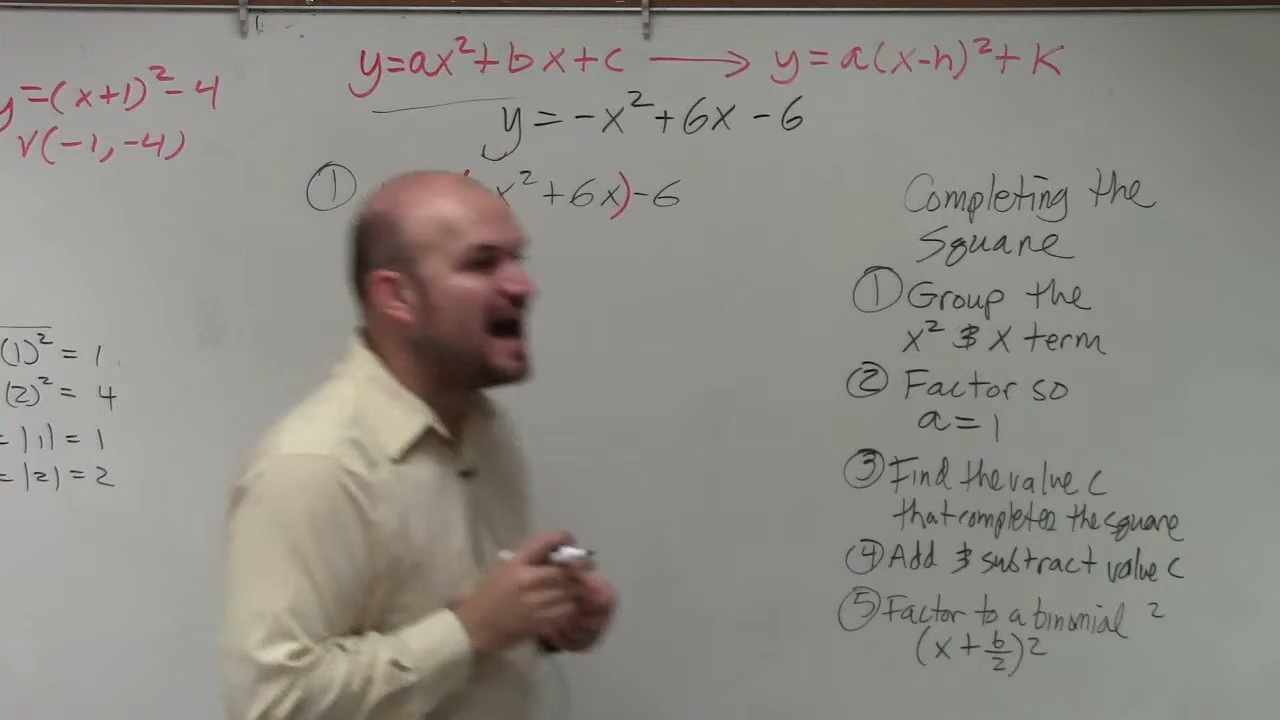 y=ax²+bx+c ⟶ y=a(x-h)²+K
y=(x+1)²-4
V(-1,-4)
y=-x²+6x-6
① x²+6x)-6
(1)²=1
(2)²=4
=|1|=1
=|2|=2
Completing the
Square
① Group the
x² & x term
② Factor so
a=1
③ Find the value c
that completes the square
④ Add & subtract value c
⑤ Factor to a binomial ²
(x+b/2)²